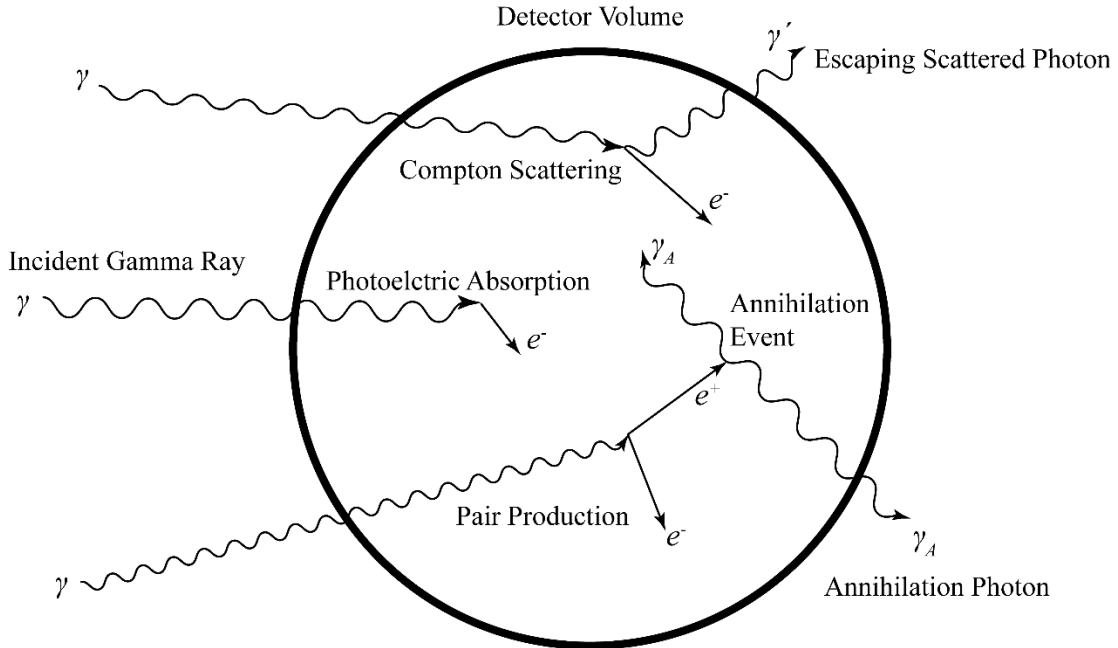 Detector Volume
γ
γ´
Escaping Scattered Photon
Compton Scattering
e-
Incident Gamma Ray
γ
Photoelctric Absorption
e-
γA
Annihilation
Event
e+
Pair Production
e-
γ
γA
Annihilation Photon